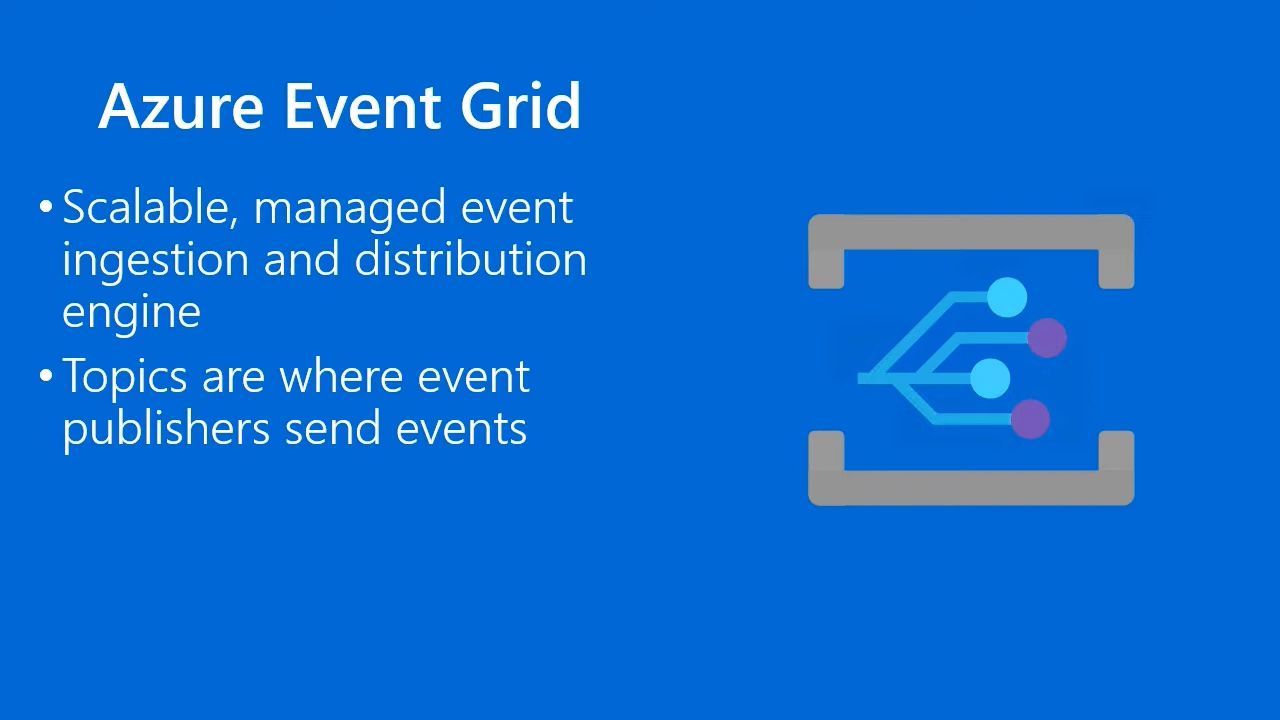 Azure Event Grid
• Scalable, managed event
ingestion and distribution
engine
• Topics are where event
publishers send events